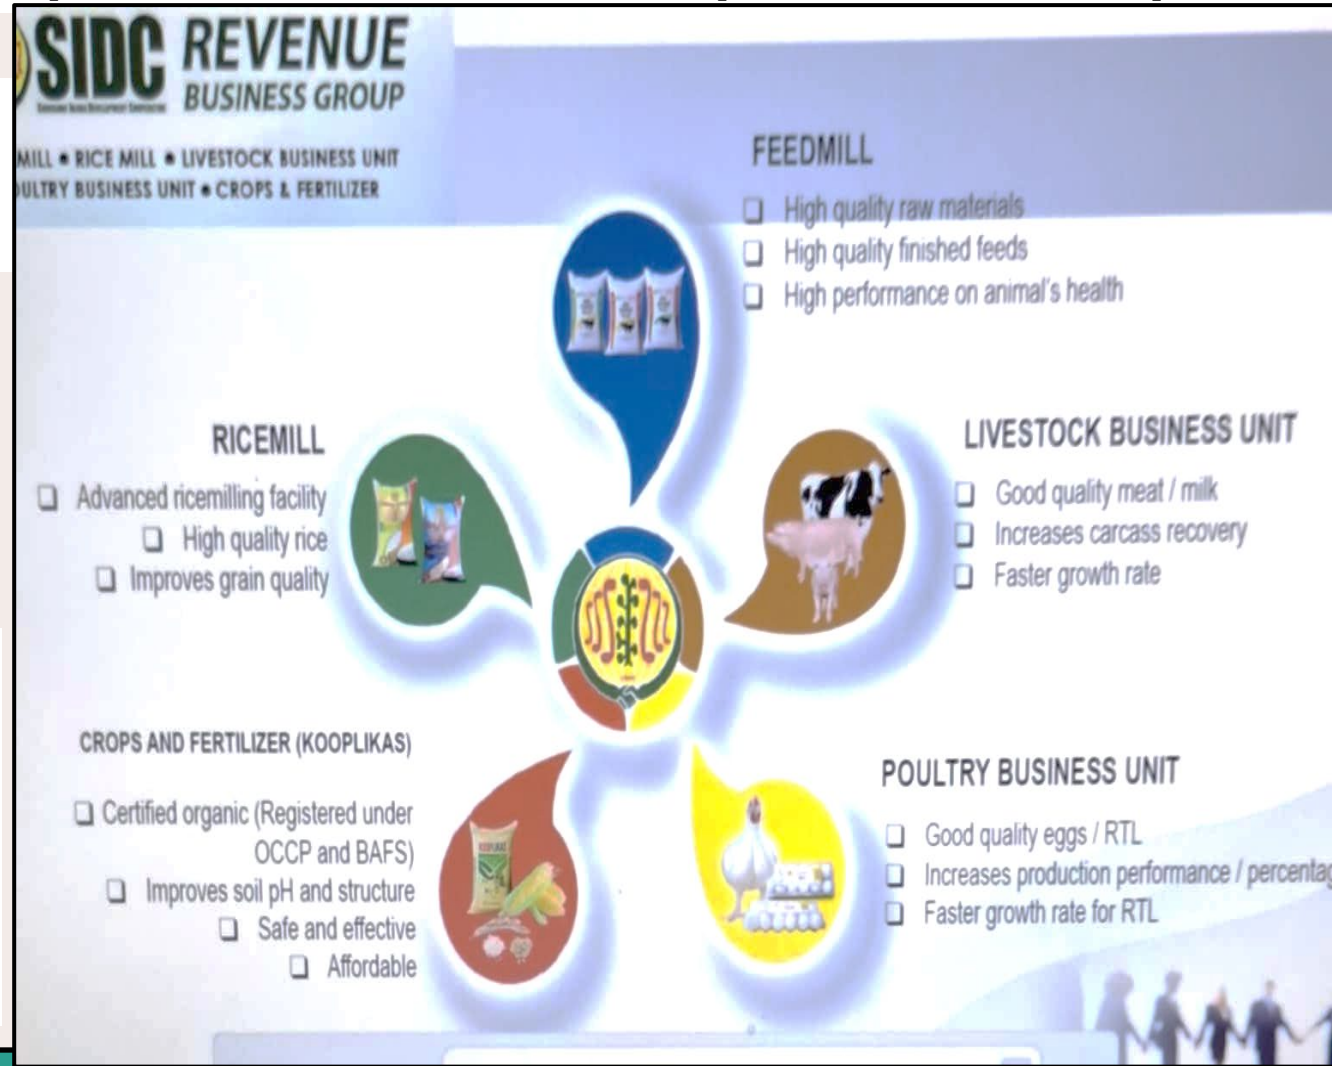 SIDC REVENUE
BUSINESS GROUP
MILL • RICE MILL • LIVESTOCK BUSINESS UNIT
ULTRY BUSINESS UNIT • CROPS & FERTILIZER
FEEDMILL
❑ High quality raw materials
❑ High quality finished feeds
❑ High performance on animal's health
RICEMILL
❑ Advanced ricemilling facility
❑ High quality rice
❑ Improves grain quality
LIVESTOCK BUSINESS UNIT
❑ Good quality meat / milk
❑ Increases carcass recovery
❑ Faster growth rate
CROPS AND FERTILIZER (KOOPLIKAS)
❑ Certified organic (Registered under
OCCP and BAFS)
❑ Improves soil pH and structure
❑ Safe and effective
❑ Affordable
POULTRY BUSINESS UNIT
❑ Good quality eggs / RTL
❑ Increases production performance / percentag
❑ Faster growth rate for RTL